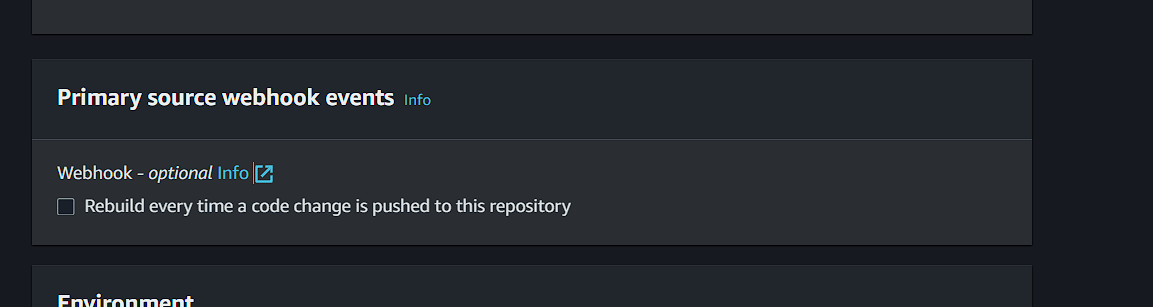 Primary source webhook events Info
Webhook - optional Info
Rebuild every time a code change is pushed to this repository
Environment